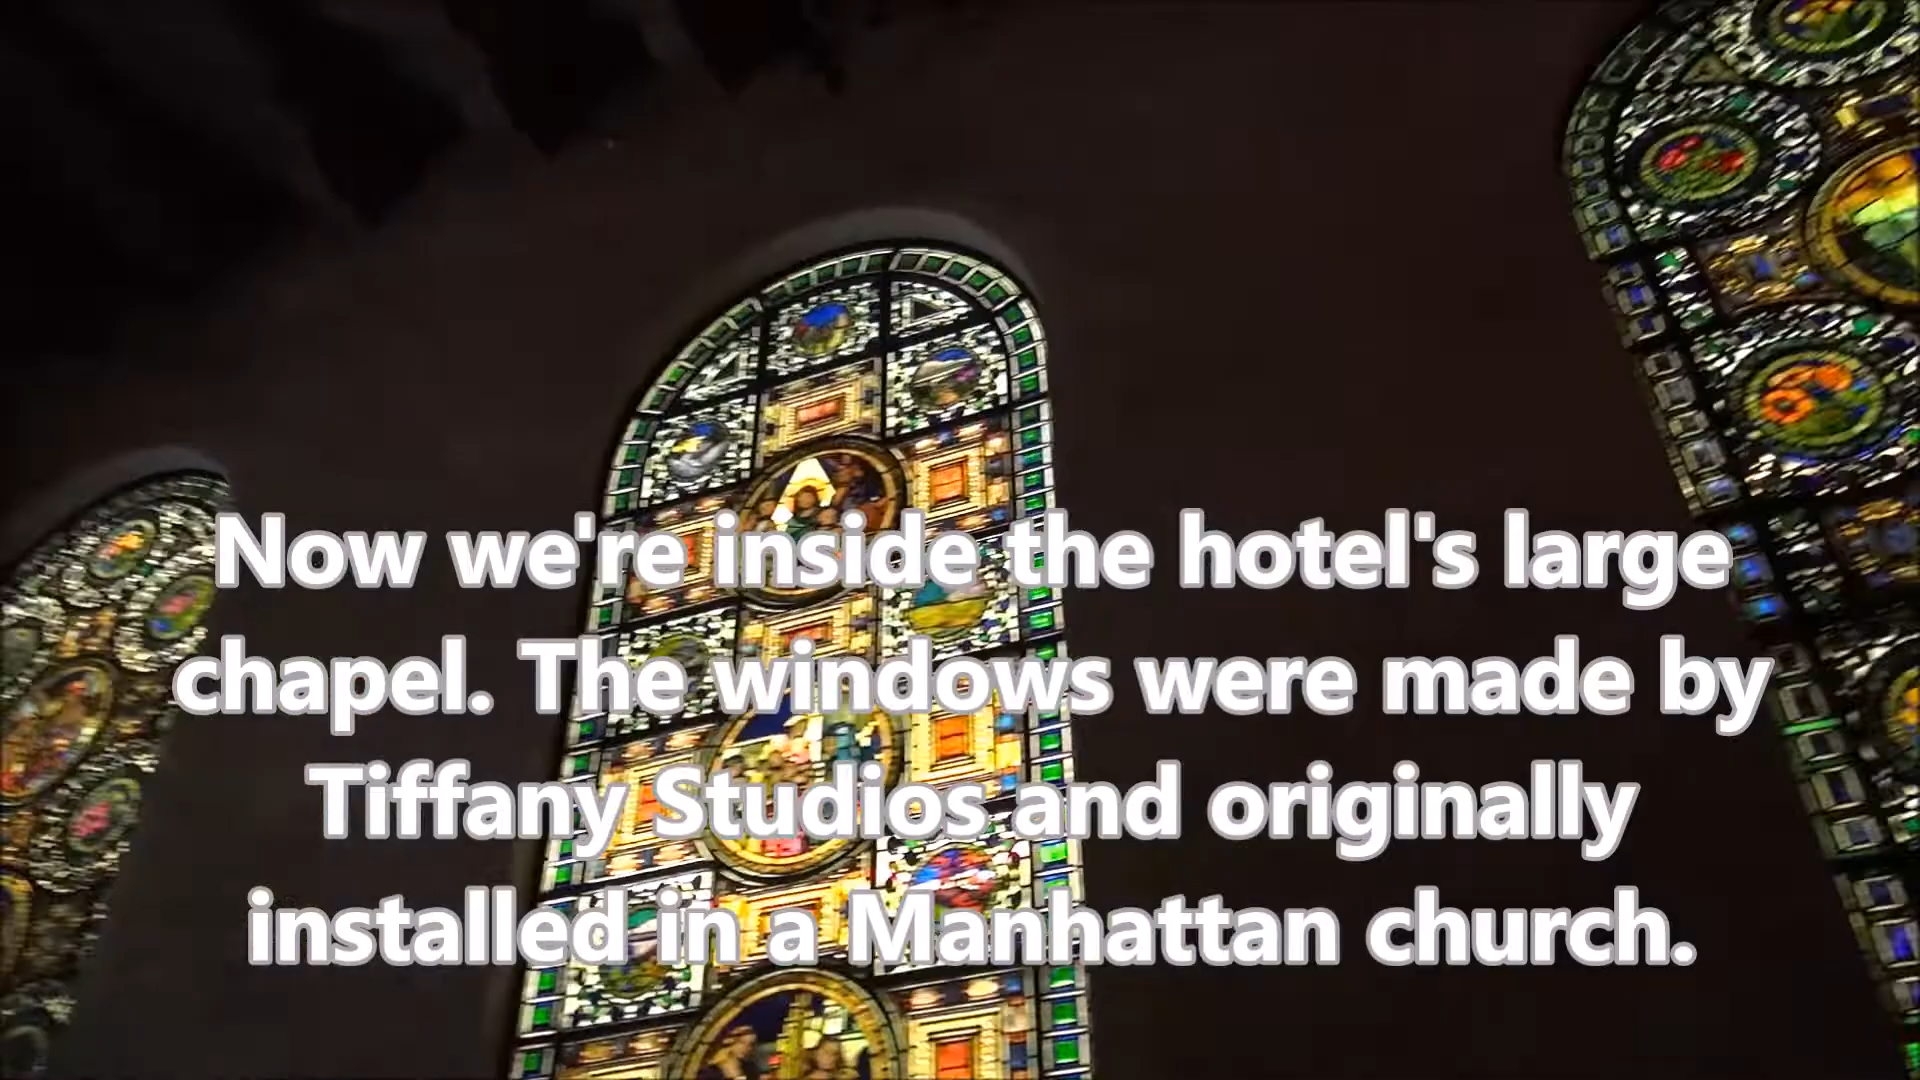 Now we're inside the hotel's large
chapel. The windows were made by
Tiffany Studios and originally
installed in a Manhattan church.